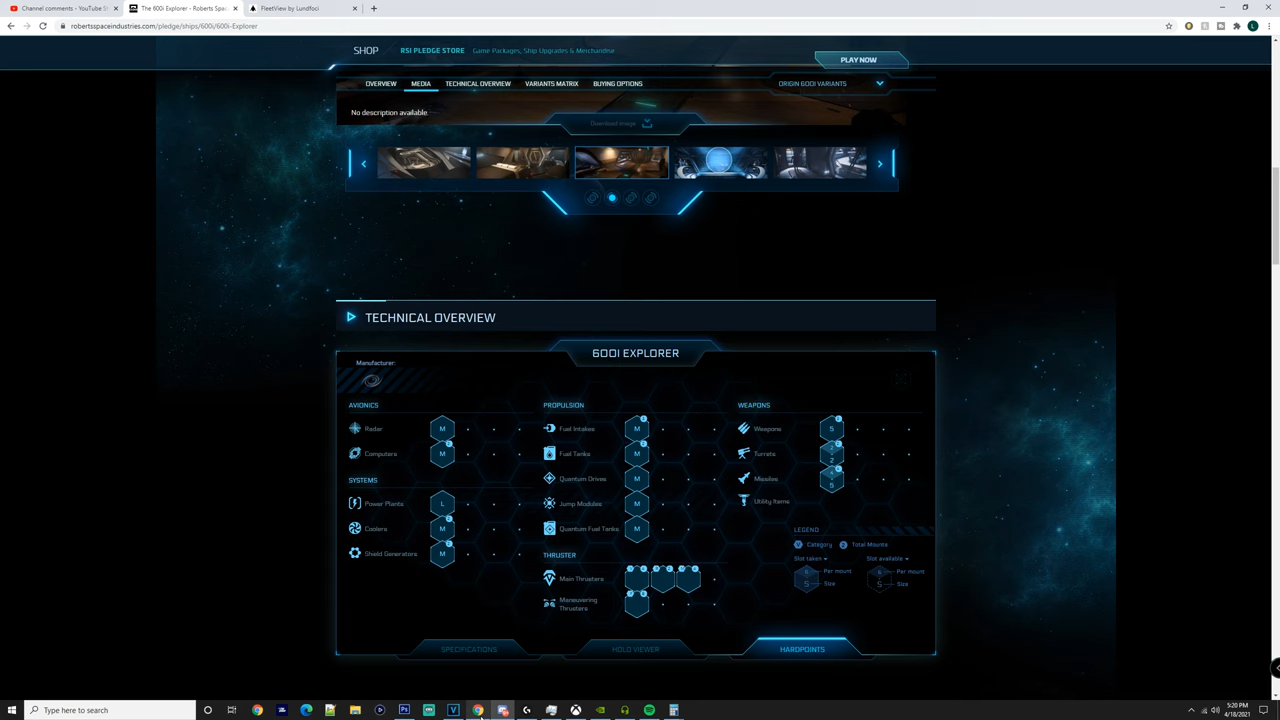 Channel comments - YouTube S
The 600i Explorer - Roberts Spac
FleetView by Lundfoci
robertsspaceindustries.com/pledge/ships/600i/600i-Explorer
SHOP RSI PLEDGE STORE Game Packages, Ship Upgrades & Merchandise
PLAY NOW
OVERVIEW MEDIA TECHNICAL OVERVIEW VARIANTS MATRIX BUYING OPTIONS ORIGIN 600I VARIANTS
No description available.
Download image
TECHNICAL OVERVIEW
600I EXPLORER
Manufacturer:
AVIONICS
Radar M
Computers M
SYSTEMS
Power Plants L
Coolers M
Shield Generators M
PROPULSION
Fuel Intakes M
Fuel Tanks M
Quantum Drives M
Jump Modules M
Quantum Fuel Tanks M
THRUSTER
Main Thrusters
Maneuvering
Thrusters
WEAPONS
Weapons 5
Turrets 2
Missiles 5
Utility Items
LEGEND
Category Total Mounts
Slot taken Slot available
Per mount Per mount
S Size S Size
SPECIFICATIONS HOLO VIEWER HARDPOINTS
Type here to search
5:20 PM
4/18/2021